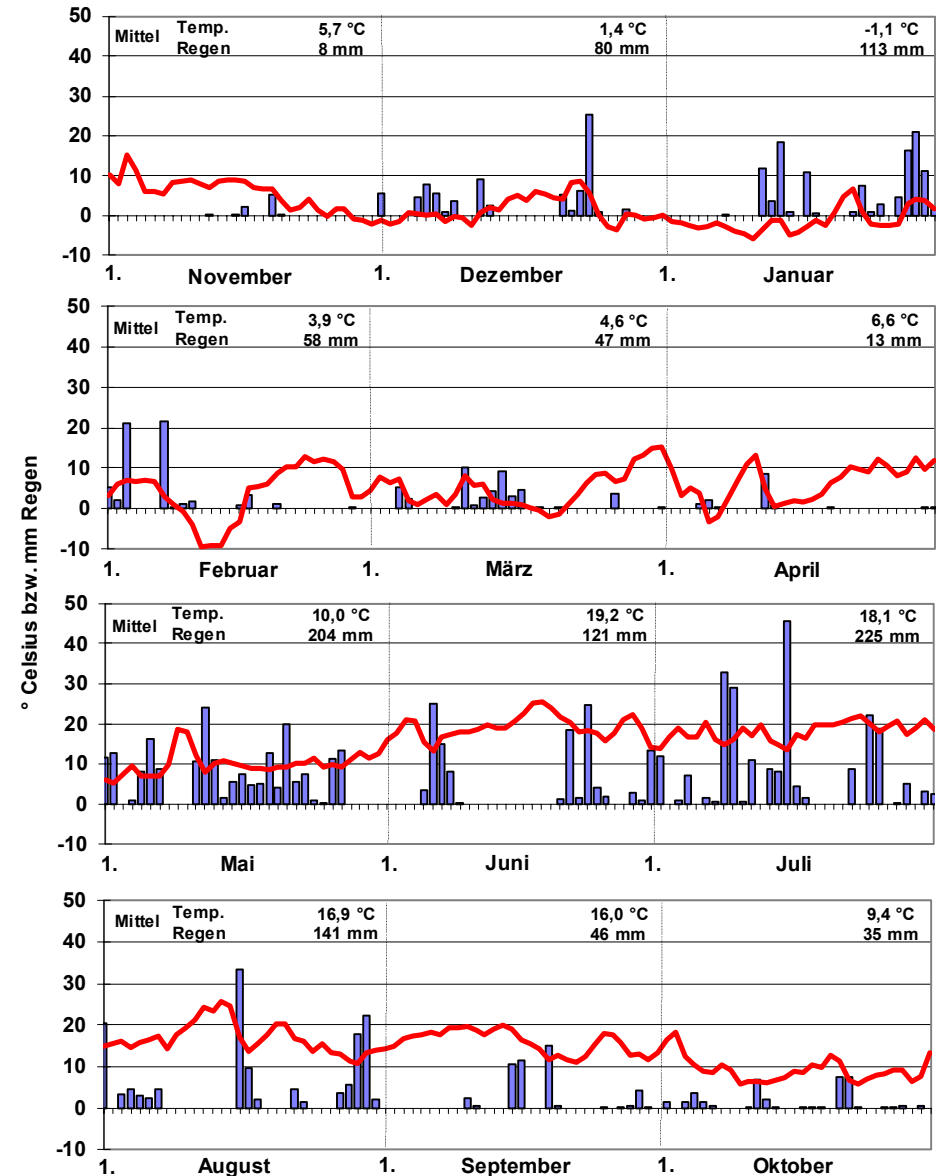 50
Mittel Temp. 5,7 °C 1,4 °C -1,1 °C
Regen 8 mm 80 mm 113 mm
40
30
20
10
0
-10
1. November 1. Dezember 1. Januar
50
Mittel Temp. 3,9 °C 4,6 °C 6,6 °C
Regen 58 mm 47 mm 13 mm
40
30
20
10
0
-10
1. Februar 1. März 1. April
° Celsius bzw. mm Regen
50
Mittel Temp. 10,0 °C 19,2 °C 18,1 °C
Regen 204 mm 121 mm 225 mm
40
30
20
10
0
-10
1. Mai 1. Juni 1. Juli
50
Mittel Temp. 16,9 °C 16,0 °C 9,4 °C
Regen 141 mm 46 mm 35 mm
40
30
20
10
0
-10
1. August 1. September 1. Oktober